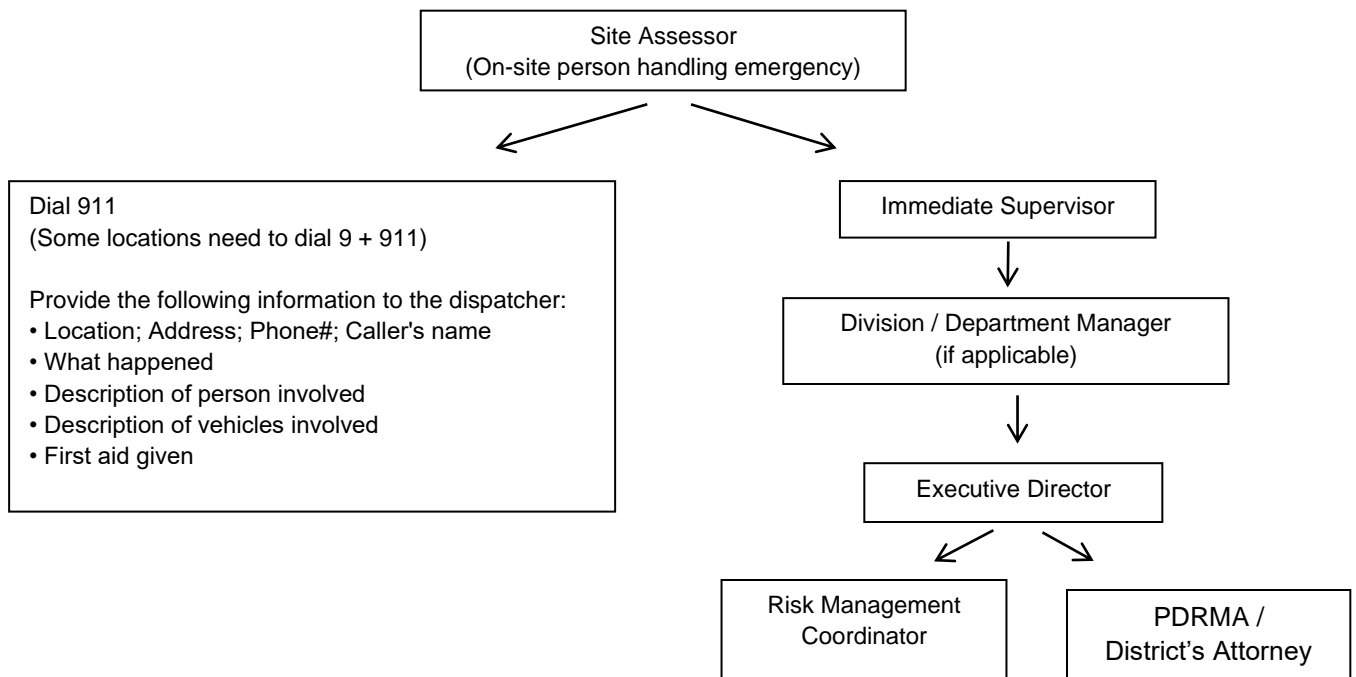 Site Assessor
(On-site person handling emergency)
Dial 911
(Some locations need to dial 9 + 911)
Provide the following information to the dispatcher:
• Location; Address; Phone#; Caller's name
• What happened
• Description of person involved
• Description of vehicles involved
• First aid given
Immediate Supervisor
Division / Department Manager
(if applicable)
Executive Director
Risk Management
Coordinator
PDRMA /
District’s Attorney